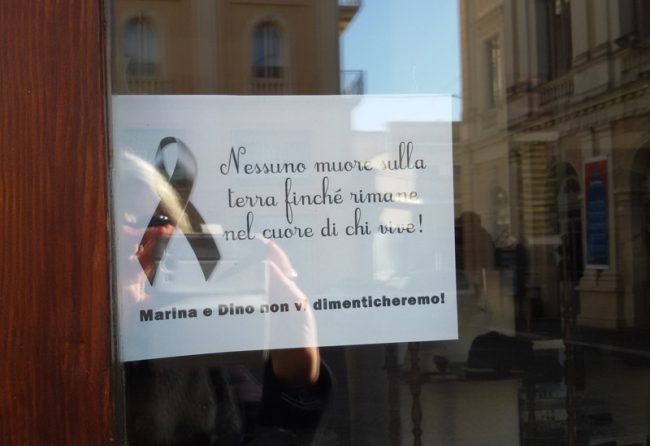 Nessuno muore sulla
terra finché rimane
nel cuore di chi vive!
Marina e Dino non vi dimenticheremo!